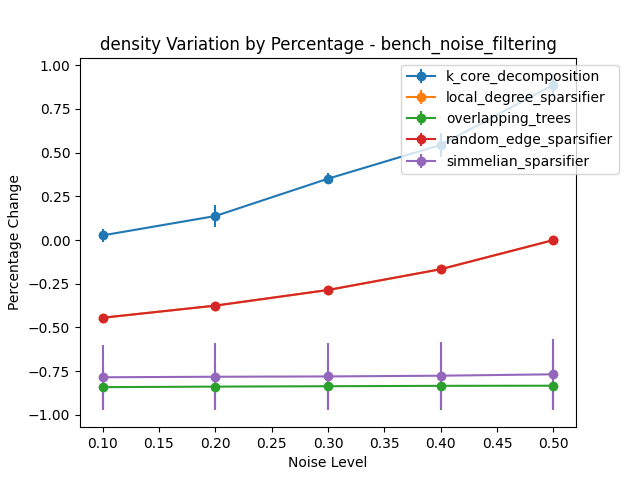 density Variation by Percentage - bench_noise_filtering
k_core_decomposition
local_degree_sparsifier
overlapping_trees
random_edge_sparsifier
simmelian_sparsifier
Percentage Change
1.00
0.75
0.50
0.25
0.00
−0.25
−0.50
−0.75
−1.00
0.10
0.15
0.20
0.25
0.30
0.35
0.40
0.45
0.50
Noise Level